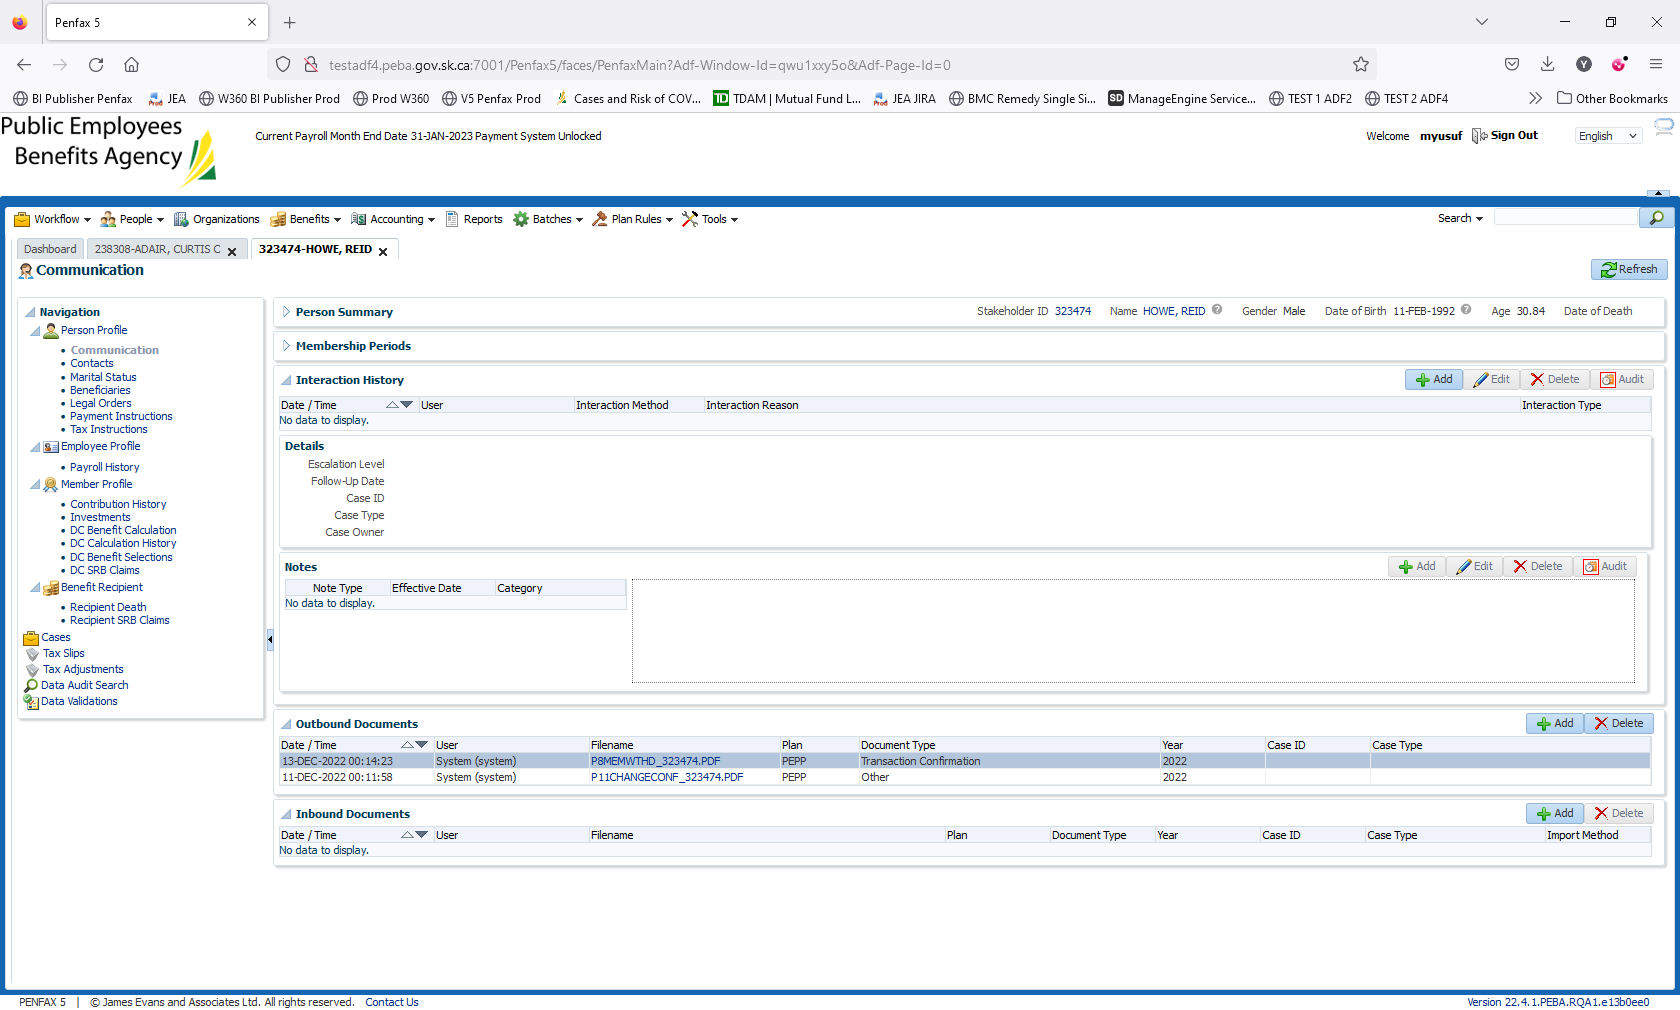 Penfax 5
testadf4.peba.gov.sk.ca:7001/Penfax5/faces/PenfaxMain?Adf-Window-Id=qwu1xxy5o&Adf-Page-Id=0
BI Publisher Penfax JEA W360 BI Publisher Prod Prod W360 V5 Penfax Prod Cases and Risk of COV... TDAM | Mutual Fund L... JEA JIRA BMC Remedy Single Si... ManageEngine Service... TEST 1 ADF2 TEST 2 ADF4 Other Bookmarks
Public Employees
Benefits Agency
Current Payroll Month End Date 31-JAN-2023 Payment System Unlocked
Welcome myusuf Sign Out English
Workflow People Organizations Benefits Accounting Reports Batches Plan Rules Tools Search
Dashboard 238308-ADAIR, CURTIS C 323474-HOWE, REID
Communication Refresh
Navigation
Person Profile
Communication
Contacts
Marital Status
Beneficiaries
Legal Orders
Payment Instructions
Tax Instructions
Employee Profile
Payroll History
Member Profile
Contribution History
Investments
DC Benefit Calculation
DC Calculation History
DC Benefit Selections
DC SRB Claims
Benefit Recipient
Recipient Death
Recipient SRB Claims
Cases
Tax Slips
Tax Adjustments
Data Audit Search
Data Validations
Person Summary Stakeholder ID 323474 Name HOWE, REID Gender Male Date of Birth 11-FEB-1992 Age 30.84 Date of Death
Membership Periods
Interaction History Add Edit Delete Audit
Date / Time User Interaction Method Interaction Reason Interaction Type
No data to display.
Details
Escalation Level
Follow-Up Date
Case ID
Case Type
Case Owner
Notes Add Edit Delete Audit
Note Type Effective Date Category
No data to display.
Outbound Documents Add Delete
Date / Time User Filename Plan Document Type Year Case ID Case Type
13-DEC-2022 00:14:23 System (system) P8MEMWTHD_323474.PDF PEPP Transaction Confirmation 2022
11-DEC-2022 00:11:58 System (system) P11CHANGECONF_323474.PDF PEPP Other 2022
Inbound Documents Add Delete
Date / Time User Filename Plan Document Type Year Case ID Case Type Import Method
No data to display.
PENFAX 5 | © James Evans and Associates Ltd. All rights reserved. Contact Us Version 22.4.1.PEBA.RQA1.e13b0ee0